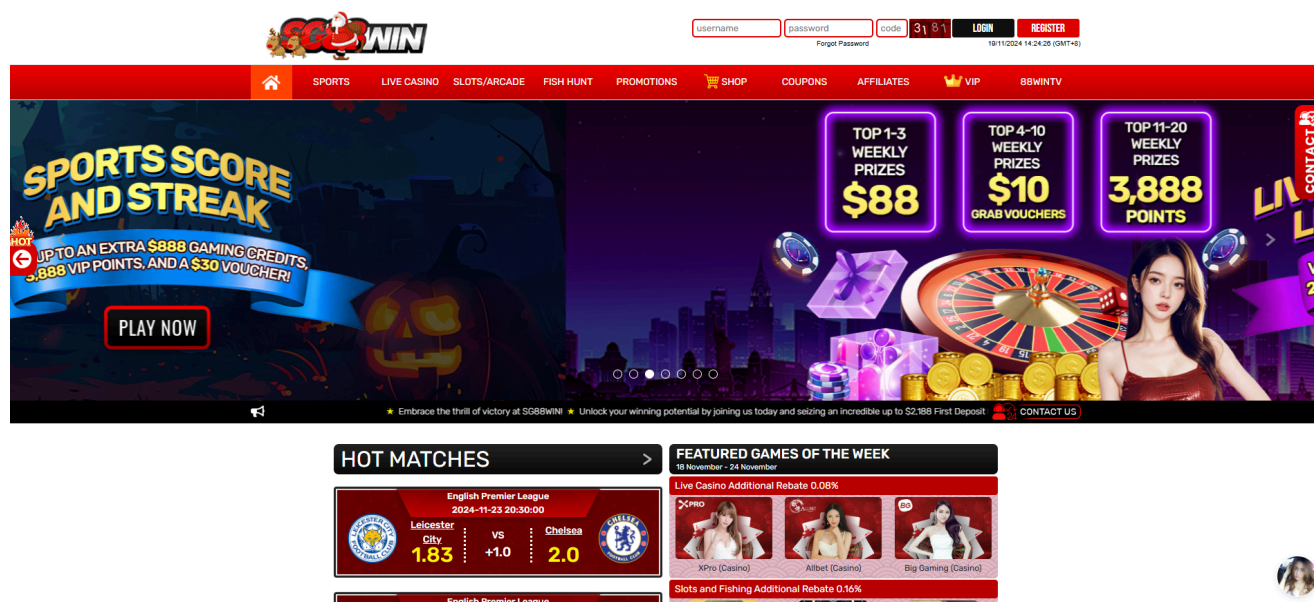 SG88WIN
username
password
code
3181
LOGIN
REGISTER
Forgot Password
19/11/2024 14:24:26 (GMT+8)
SPORTS
LIVE CASINO
SLOTS/ARCADE
FISH HUNT
PROMOTIONS
SHOP
COUPONS
AFFILIATES
VIP
88WINTV
SPORTS SCORE
AND STREAK
UP TO AN EXTRA $888 GAMING CREDITS,
3,888 VIP POINTS, AND A $30 VOUCHER!
PLAY NOW
HOT
TOP 1-3
WEEKLY
PRIZES
$88
TOP 4-10
WEEKLY
PRIZES
$10
GRAB VOUCHERS
TOP 11-20
WEEKLY
PRIZES
3,888
POINTS
CONTACT
★ Embrace the thrill of victory at SG88WIN! ★ Unlock your winning potential by joining us today and seizing an incredible up to $2,188 First Deposit
CONTACT US
HOT MATCHES
English Premier League
2024-11-23 20:30:00
Leicester
City
1.83
VS
+1.0
Chelsea
2.0
English Premier League
FEATURED GAMES OF THE WEEK
18 November - 24 November
Live Casino Additional Rebate 0.08%
XPRO
BG
XPro (Casino)
Allbet (Casino)
Big Gaming (Casino)
Slots and Fishing Additional Rebate 0.16%